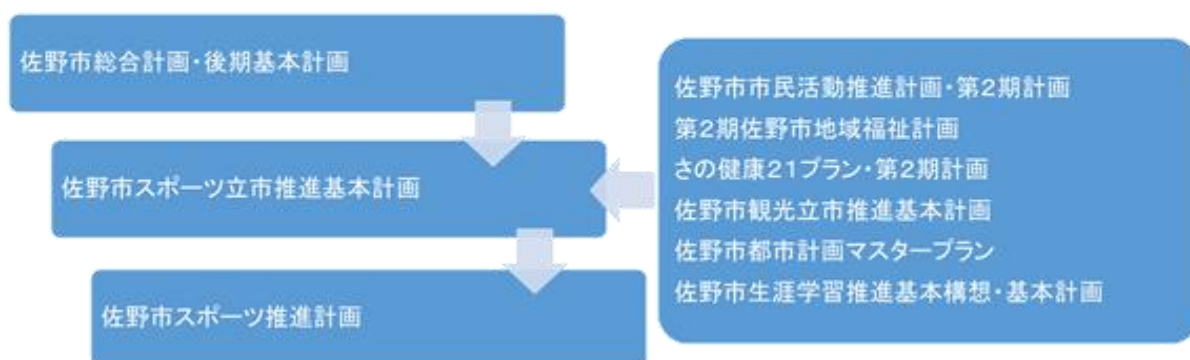 佐野市総合計画・後期基本計画
佐野市スポーツ立市推進基本計画
佐野市スポーツ推進計画
佐野市市民活動推進計画・第2期計画
第2期佐野市地域福祉計画
さの健康21プラン・第2期計画
佐野市観光立市推進基本計画
佐野市都市計画マスタープラン
佐野市生涯学習推進基本構想・基本計画